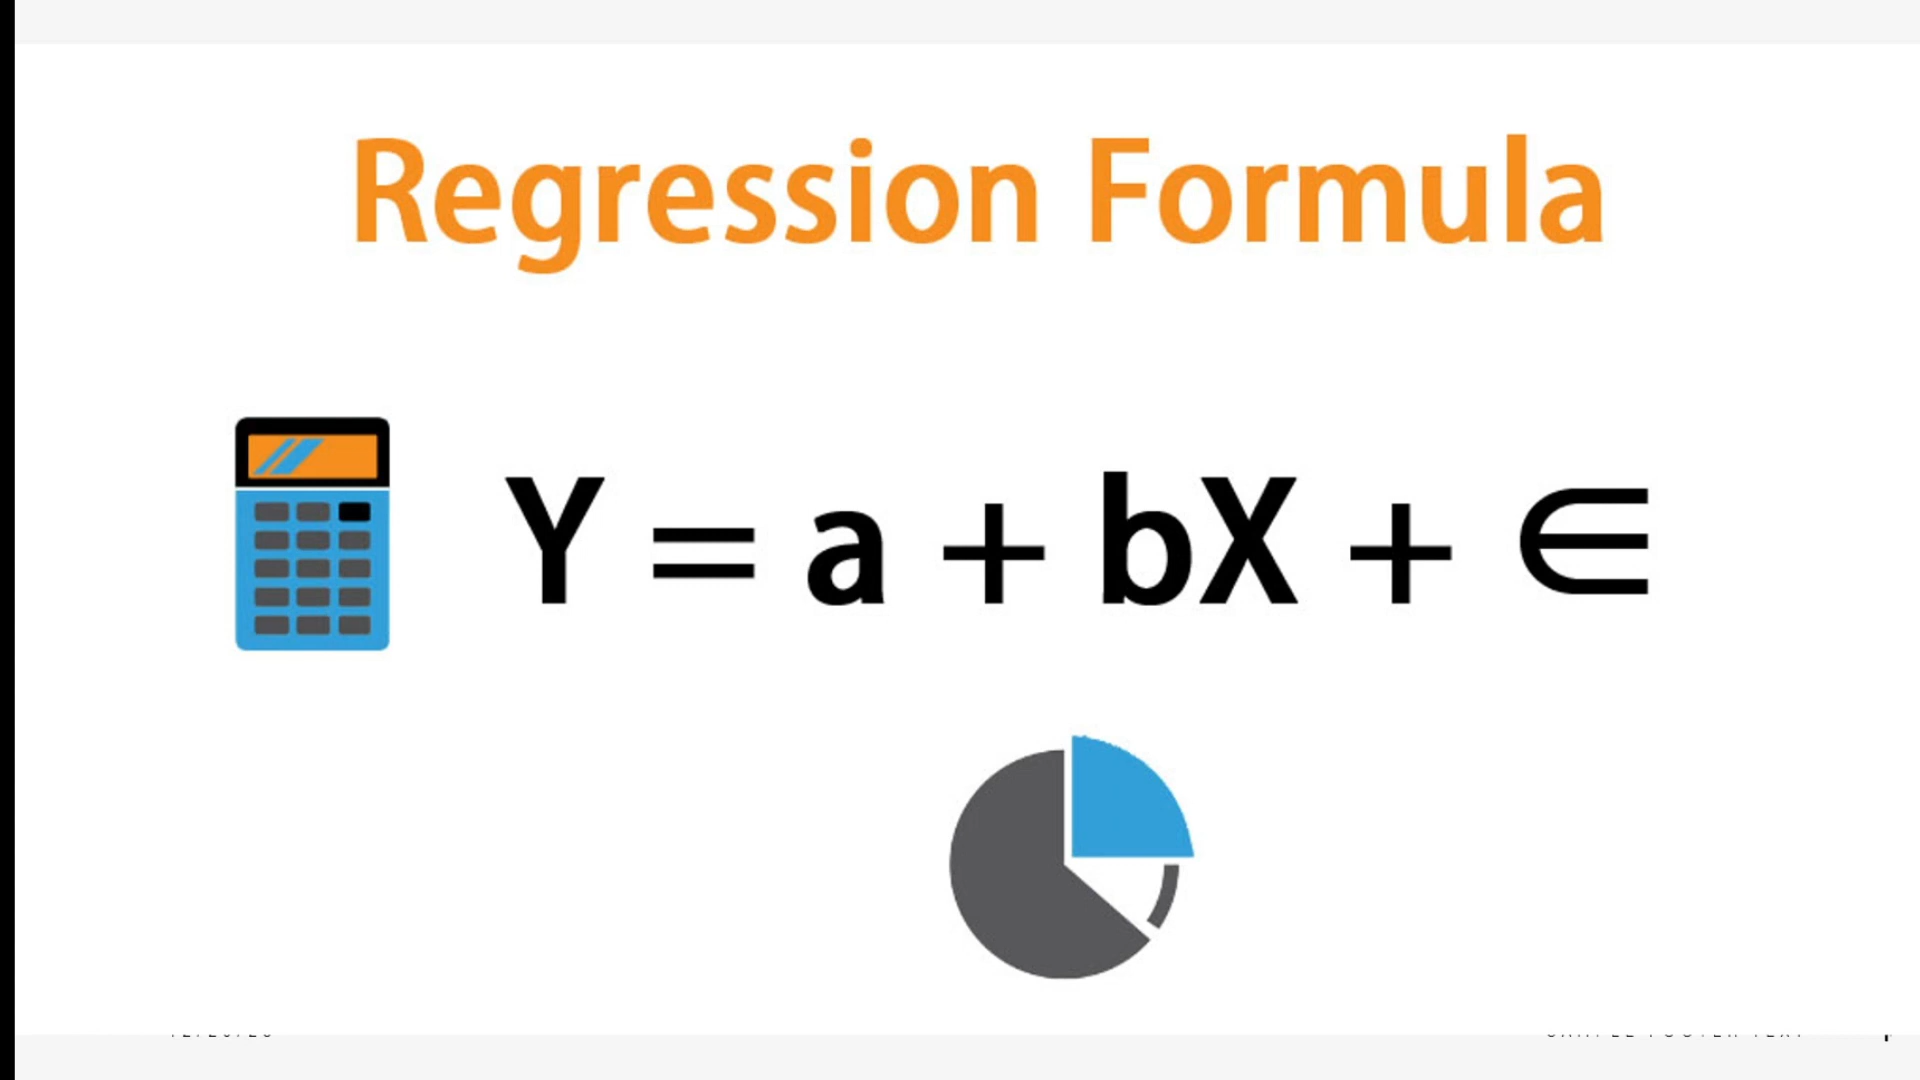 Regression Formula
Y = a + bX + ∈